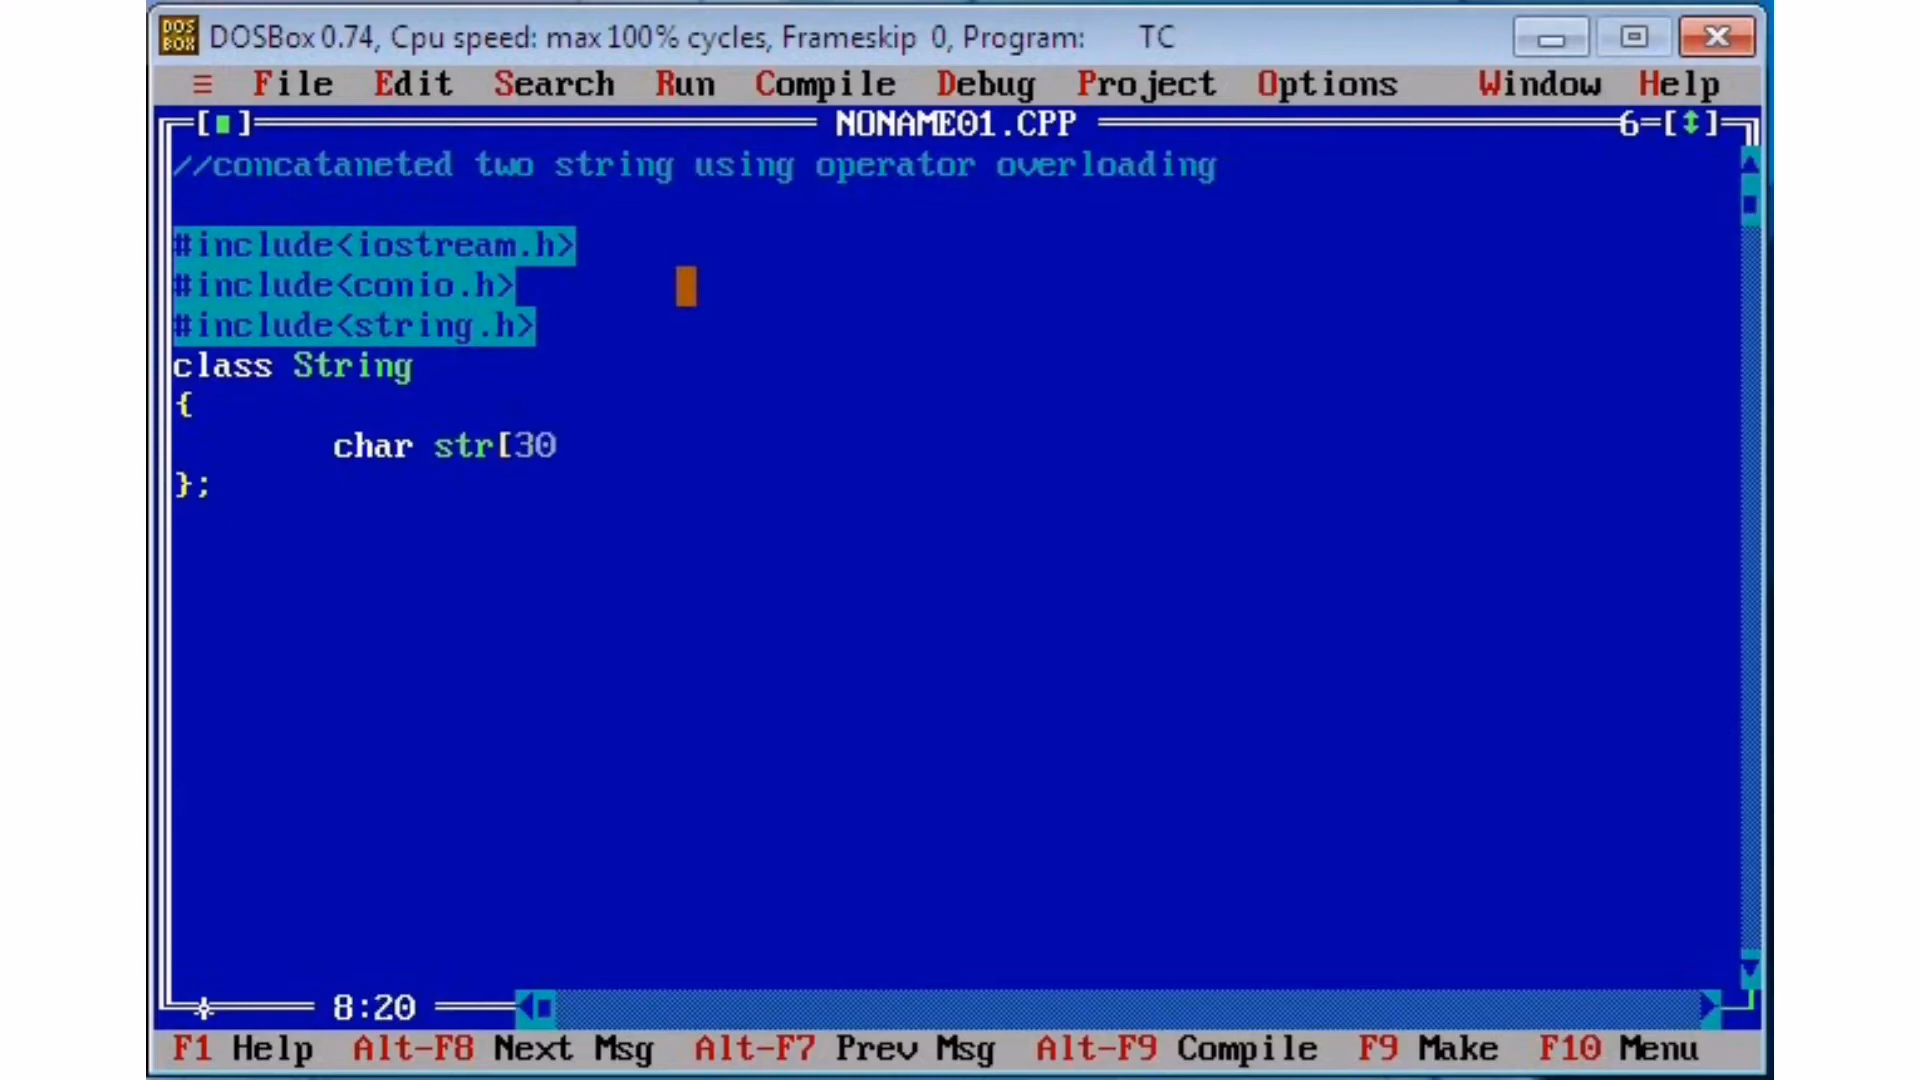 DOS BOX DOSBox 0.74, Cpu speed: max 100% cycles, Frameskip 0, Program: TC
≡ File Edit Search Run Compile Debug Project Options Window Help
[■] NONAME01.CPP 6=[↕]
//concataneted two string using operator overloading
#include<iostream.h>
#include<conio.h>
#include<string.h>
class String
{
char str[30
};
8:20
F1 Help Alt-F8 Next Msg Alt-F7 Prev Msg Alt-F9 Compile F9 Make F10 Menu